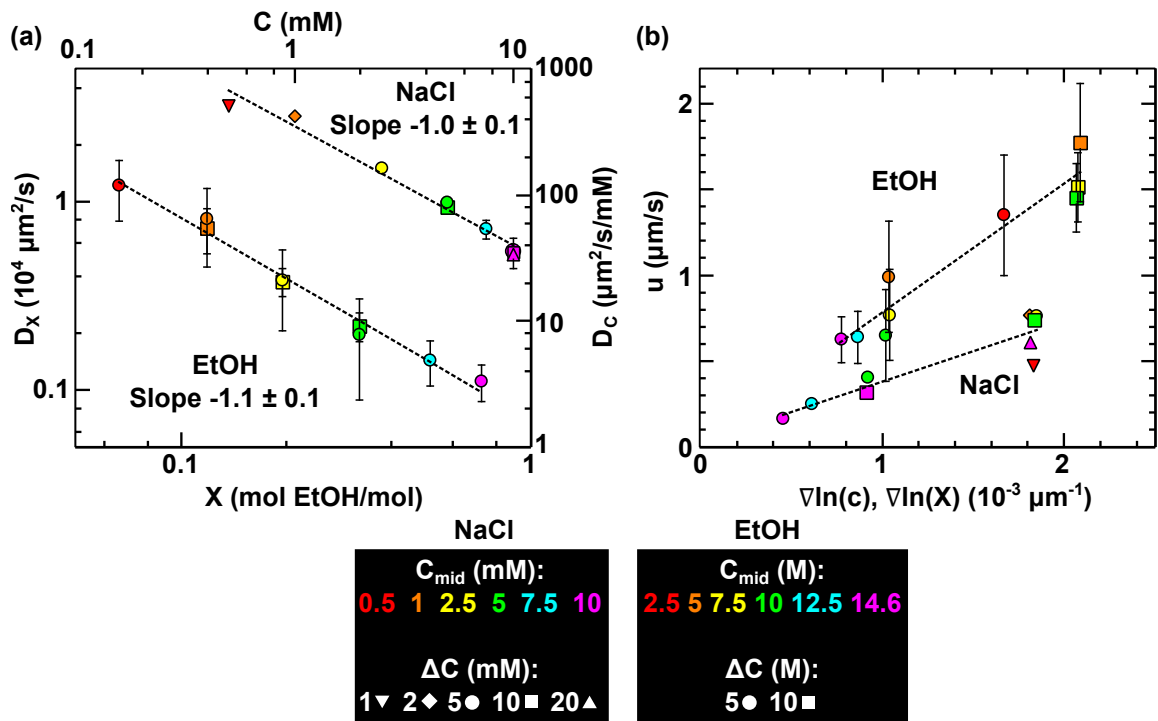 (a)
C (mM)
0.1
1
10
NaCl
Slope -1.0 ± 0.1
EtOH
Slope -1.1 ± 0.1
D_X (10⁴ μm²/s)
1
0.1
1000
100
10
1
D_C (μm²/s/mM)
0.1
1
X (mol EtOH/mol)
(b)
u (μm/s)
2
1
0
EtOH
NaCl
0
1
2
∇ln(c), ∇ln(X) (10⁻³ μm⁻¹)
NaCl
C_mid (mM):
0.5 1 2.5 5 7.5 10
ΔC (mM):
1▼ 2◆ 5● 10■ 20▲
EtOH
C_mid (M):
2.5 5 7.5 10 12.5 14.6
ΔC (M):
5● 10■